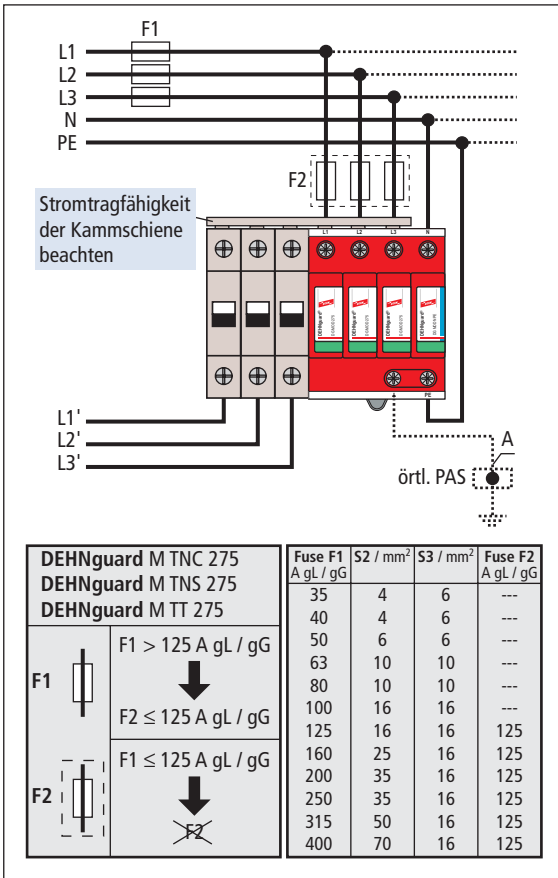 F1
L1
L2
L3
N
PE
F2
Stromtragfähigkeit
der Kammschiene
beachten
L1 L2 L3 N
DEHNguard® DEHNguard® DEHNguard® DEHNguard®
PE
L1'
L2'
L3'
A
örtl. PAS
DEHNguard M TNC 275
DEHNguard M TNS 275
DEHNguard M TT 275
F1
F1 > 125 A gL / gG
F2 ≤ 125 A gL / gG
F2
F1 ≤ 125 A gL / gG
F2
Fuse F1 S2 / mm² S3 / mm² Fuse F2
A gL / gG A gL / gG
35 4 6 ---
40 4 6 ---
50 6 6 ---
63 10 10 ---
80 10 10 ---
100 16 16 ---
125 16 16 125
160 25 16 125
200 35 16 125
250 35 16 125
315 50 16 125
400 70 16 125